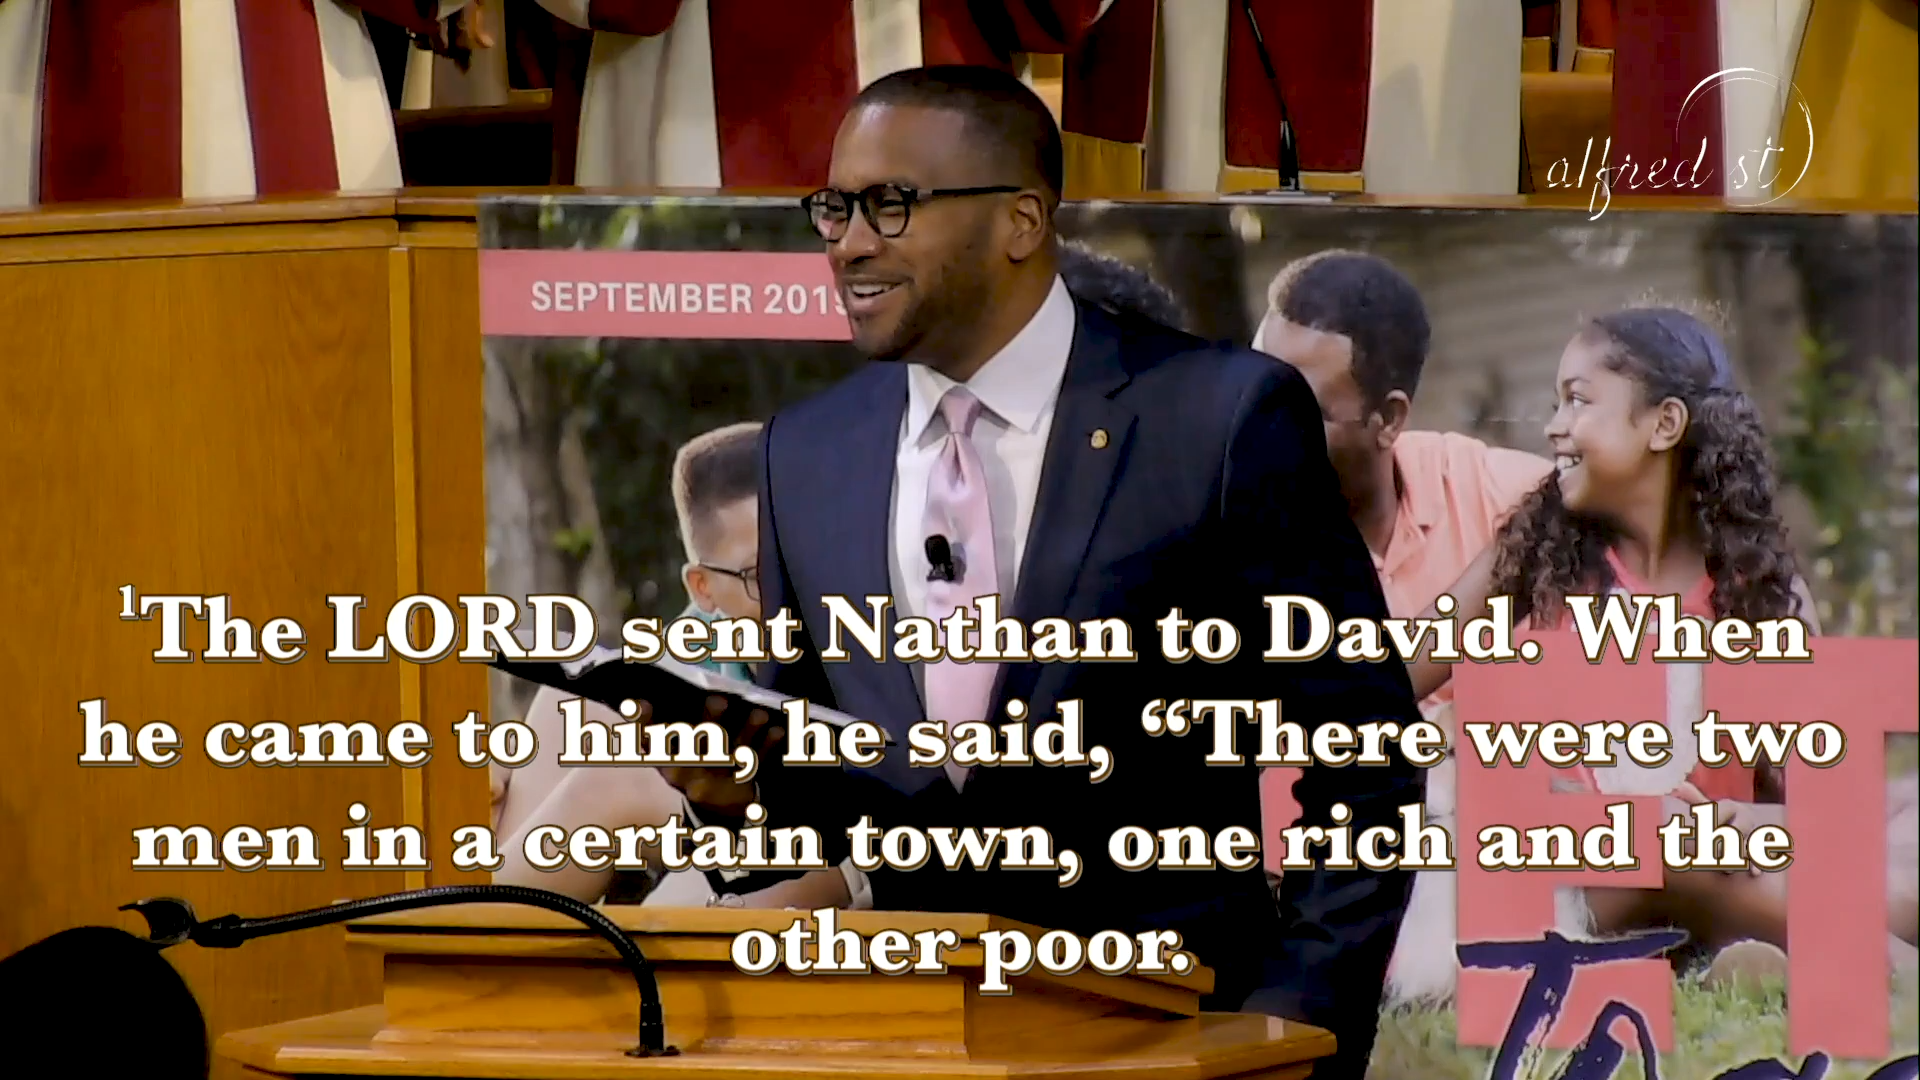 alfred st
SEPTEMBER 2019
¹The LORD sent Nathan to David. When
he came to him, he said, “There were two
men in a certain town, one rich and the
other poor.